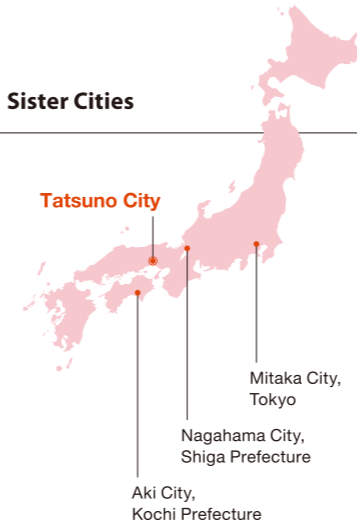 Sister Cities
Tatsuno City
Mitaka City,
Tokyo
Nagahama City,
Shiga Prefecture
Aki City,
Kochi Prefecture